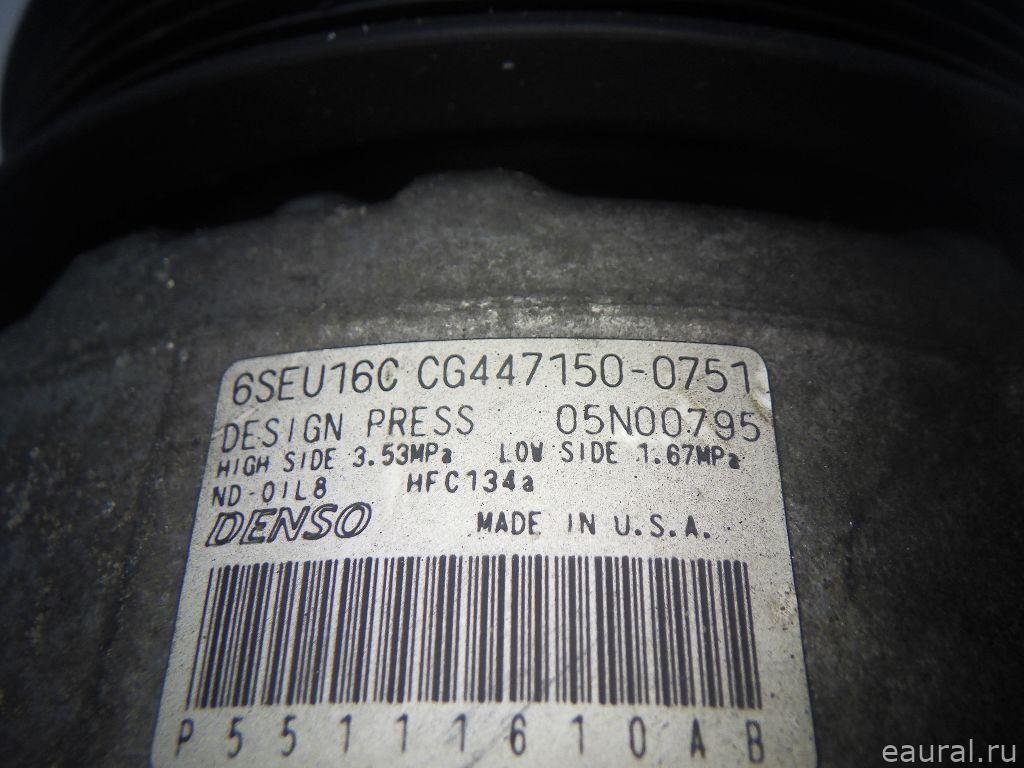 6SEU16C CG447150-0751
DESIGN PRESS 05N00795
HIGH SIDE 3.53MPa LOW SIDE 1.67MPa
ND-OIL8 HFC134a
DENSO MADE IN U.S.A.
P55111610AB
eaural.ru